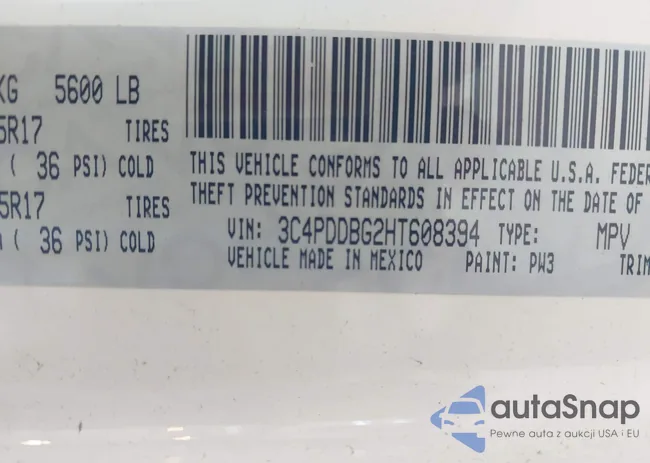 KG 5600 LB
5R17 TIRES
( 36 PSI) COLD
5R17 TIRES
( 36 PSI) COLD
THIS VEHICLE CONFORMS TO ALL APPLICABLE U.S.A. FEDER
THEFT PREVENTION STANDARDS IN EFFECT ON THE DATE OF
VIN: 3C4PDDBG2HT608394 TYPE: MPV
VEHICLE MADE IN MEXICO PAINT: PW3 TRIM
autaSnap
Pewne auta z aukcji USA i EU